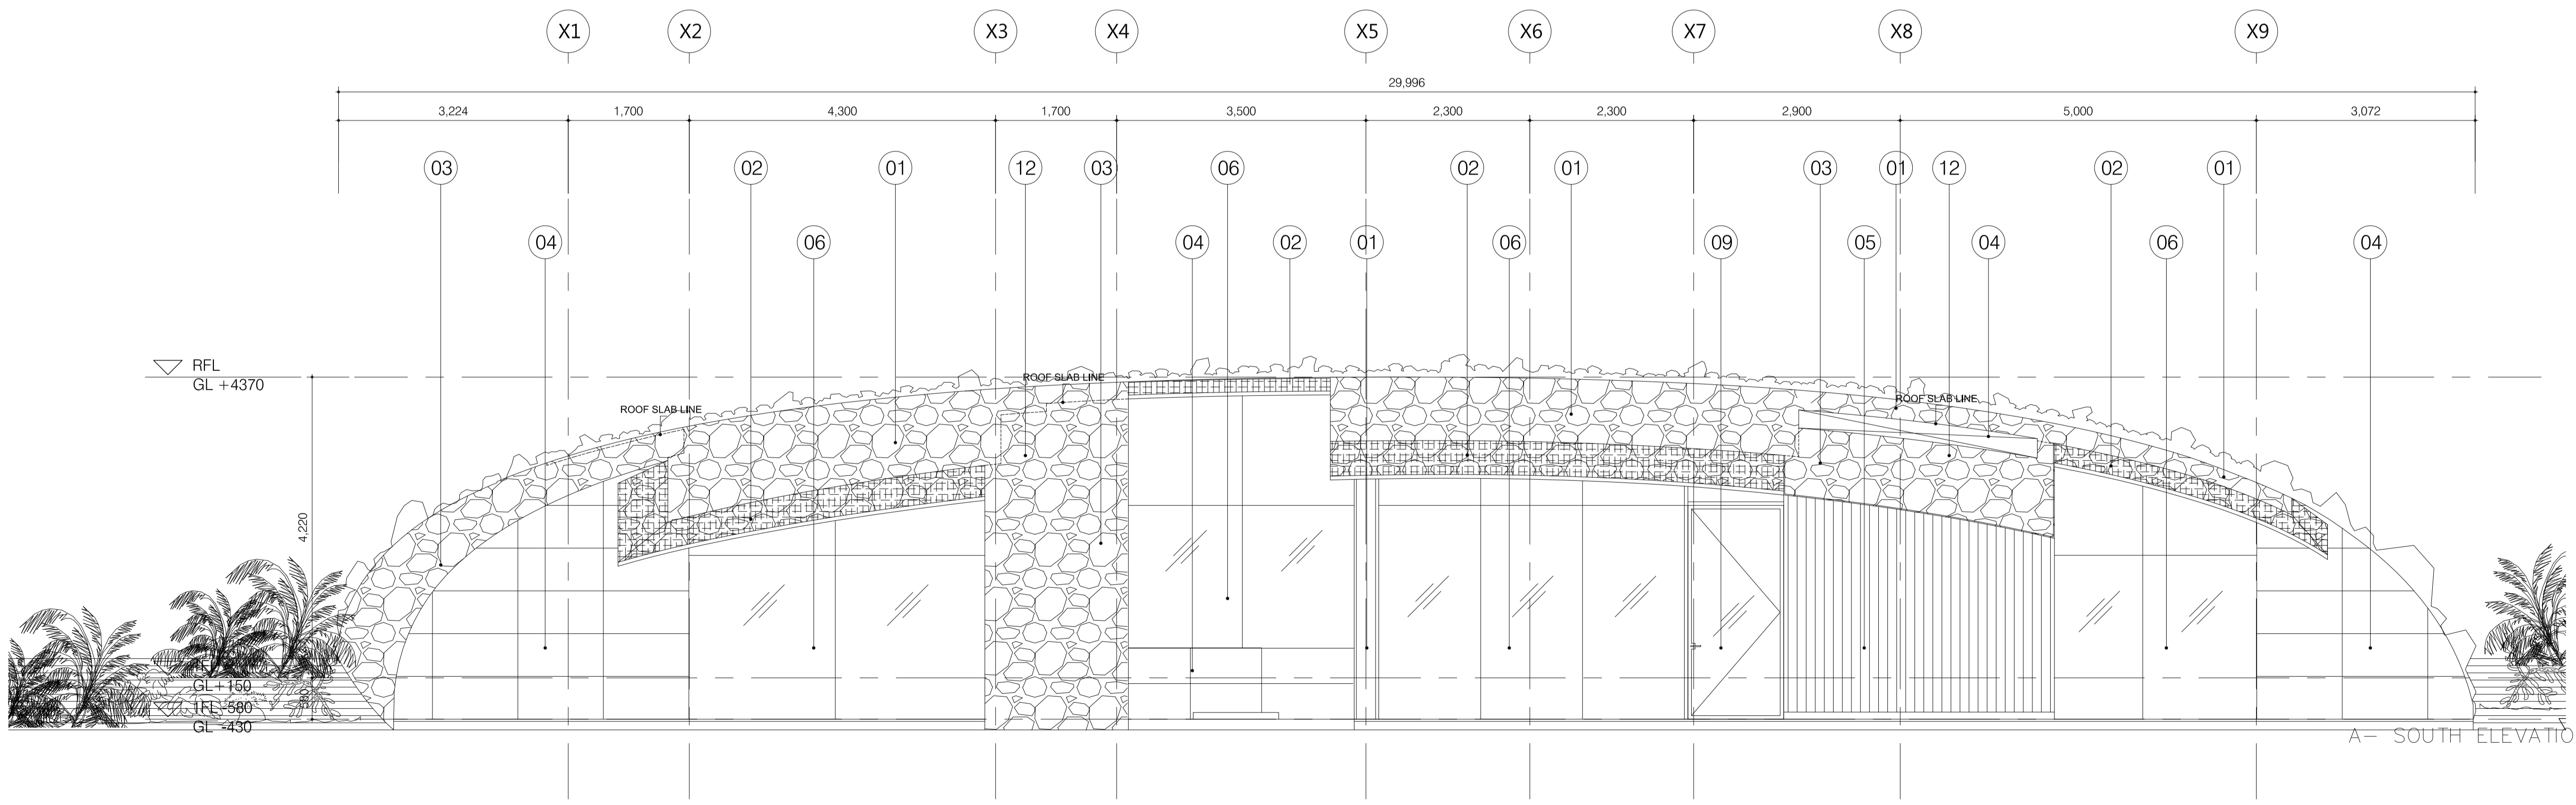 X1 X2 X3 X4 X5 X6 X7 X8 X9
29,996
3,224 1,700 4,300 1,700 3,500 2,300 2,300 2,900 5,000 3,072
03 02 01 12 03 06 02 01 03 01 12 02 01
04 06 04 02 01 06 09 05 04 06 04
RFL
GL +4370
ROOF SLAB LINE
ROOF SLAB LINE
ROOF SLAB LINE
4,220
GL+150
580
1FL-580
GL -430
A- SOUTH ELEVATIO